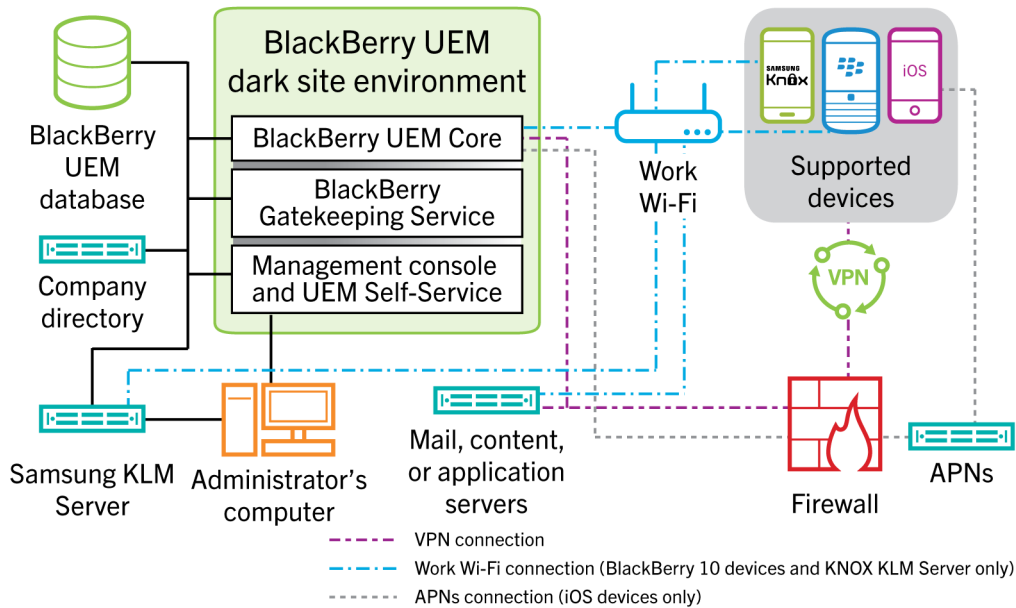 BlackBerry UEM
dark site environment
BlackBerry UEM Core
BlackBerry
Gatekeeping Service
Management console
and UEM Self-Service
BlackBerry
UEM
database
Company
directory
Samsung KLM
Server
Administrator's
computer
Work
Wi-Fi
SAMSUNG
Knox
iOS
Supported
devices
VPN
Mail, content,
or application
servers
Firewall
APNs
VPN connection
Work Wi-Fi connection (BlackBerry 10 devices and KNOX KLM Server only)
APNs connection (iOS devices only)